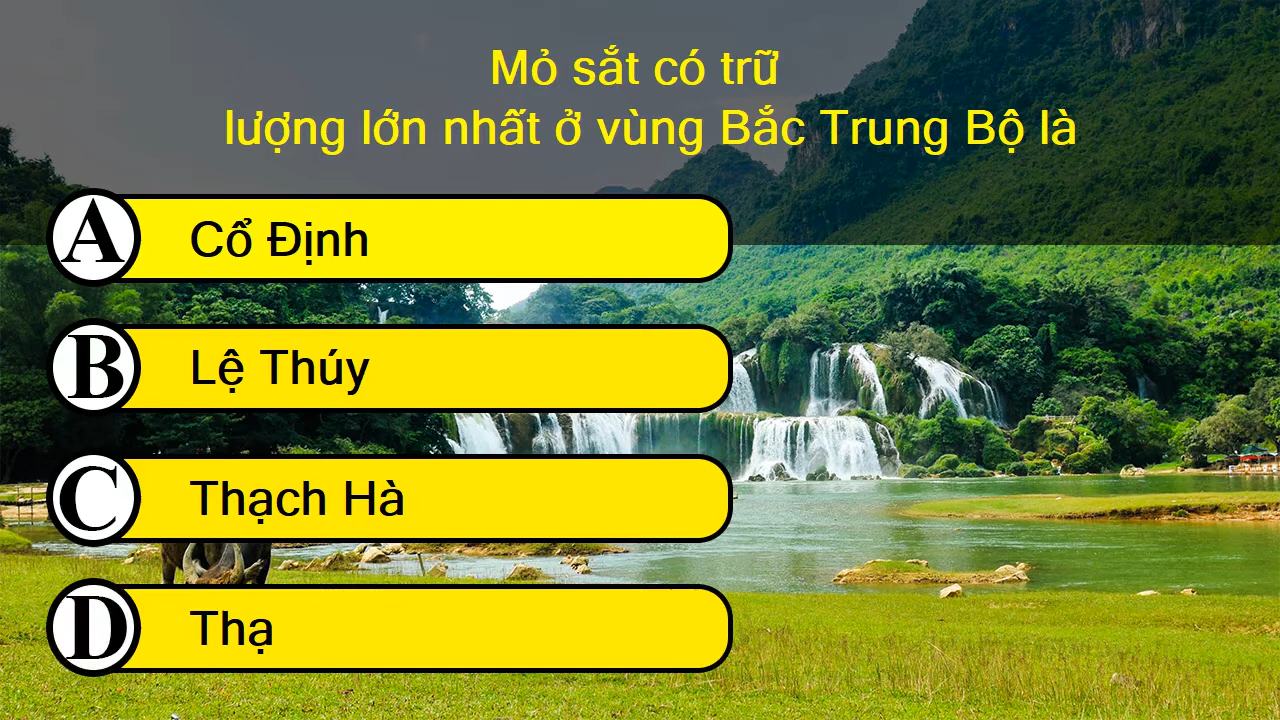 Mỏ sắt có trữ
lượng lớn nhất ở vùng Bắc Trung Bộ là
A Cổ Định
B Lệ Thúy
C Thạch Hà
D Thạ